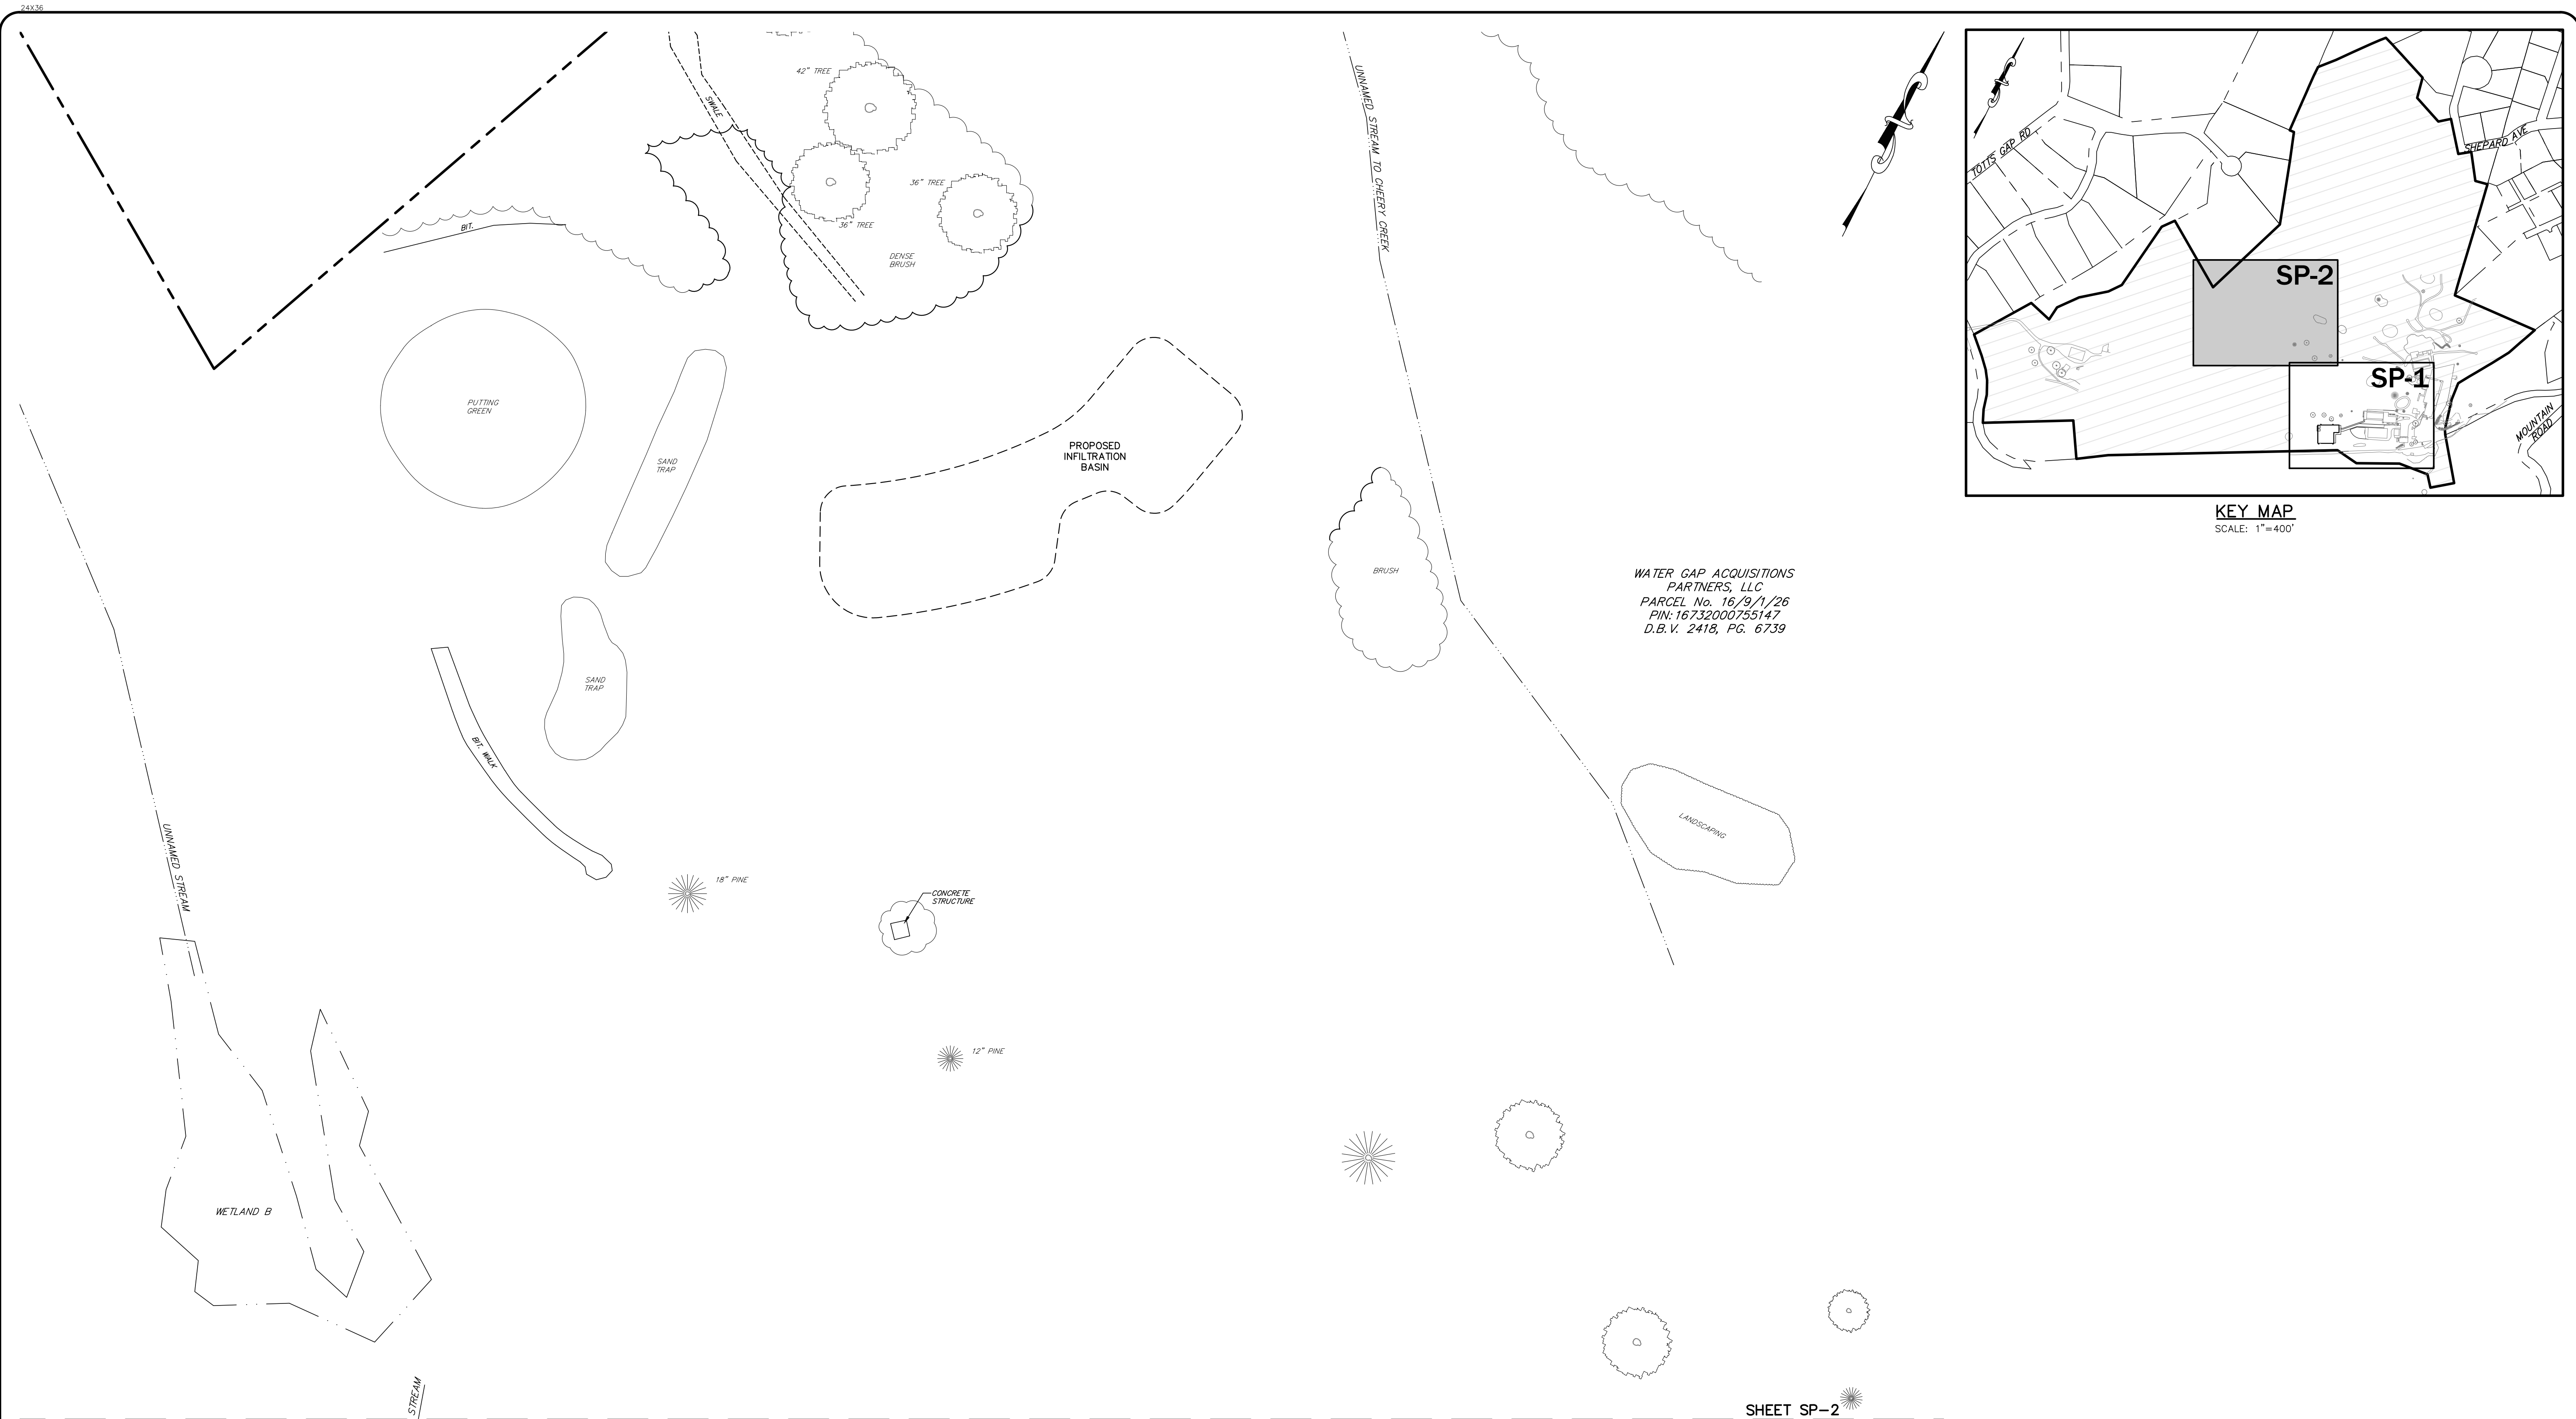 24X36
42" TREE
SWALE
36" TREE
36" TREE
DENSE
BRUSH
BIT.
PUTTING
GREEN
SAND
TRAP
SAND
TRAP
BIT. WALK
UNNAMED STREAM
18" PINE
CONCRETE
STRUCTURE
12" PINE
WETLAND B
STREAM
PROPOSED
INFILTRATION
BASIN
UNNAMED STREAM TO CHEERY CREEK
BRUSH
WATER GAP ACQUISITIONS
PARTNERS, LLC
PARCEL No. 16/9/1/26
PIN: 16732000755147
D.B.V. 2418, PG. 6739
LANDSCAPING
SHEET SP-2
TOTTS GAP RD
SHEPARD AVE
SP-2
SP-1
MOUNTAIN
ROAD
KEY MAP
SCALE: 1"=400'